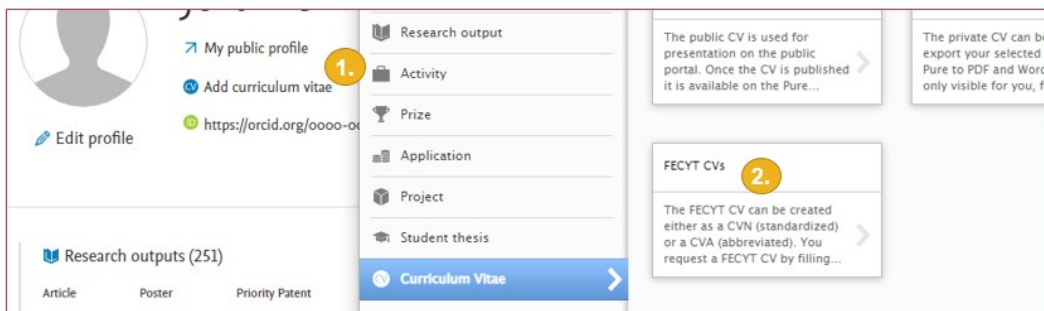 My public profile
1.
Add curriculum vitae
https://orcid.org/0000-
Edit profile
Research outputs (251)
Article Poster Priority Patent
Research output
Activity
Prize
Application
Project
Student thesis
CV Curriculum Vitae
The public CV is used for
presentation on the public
portal. Once the CV is published
it is available on the Pure...
The private CV can be
export your selected
Pure to PDF and Word
only visible for you, f
FECYT CVs
2.
The FECYT CV can be created
either as a CVN (standardized)
or a CVA (abbreviated). You
request a FECYT CV by filling...